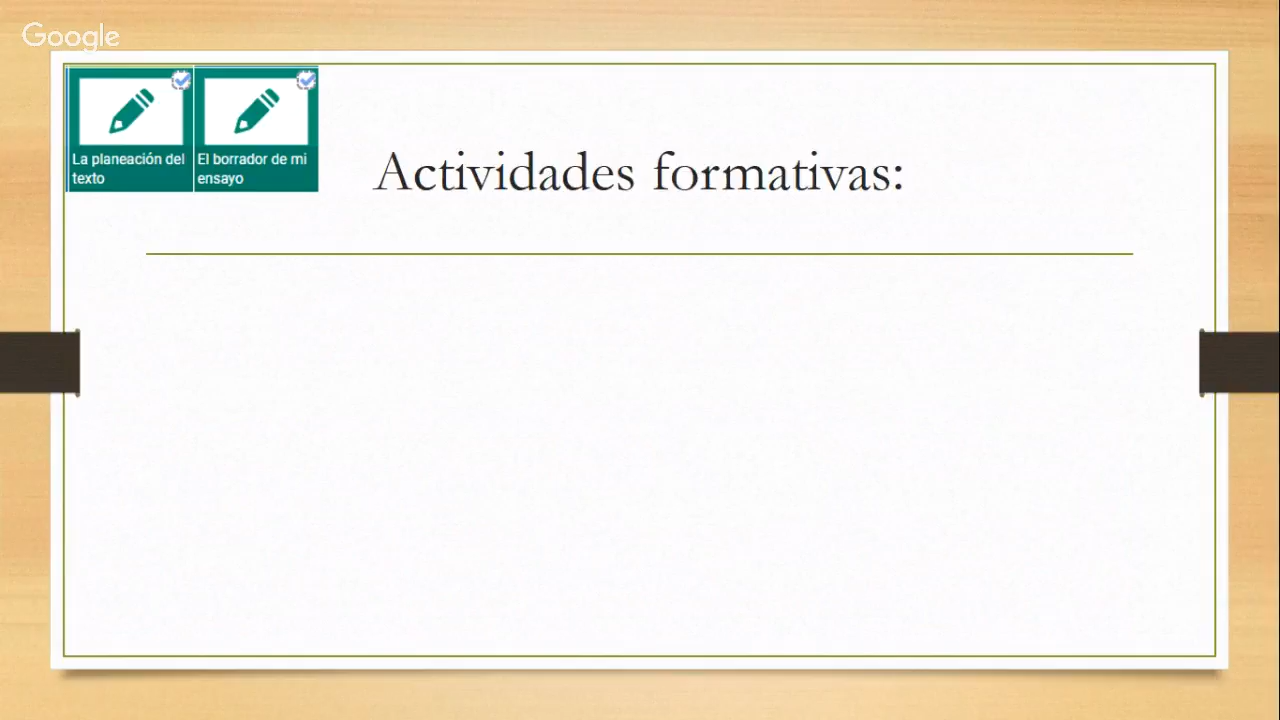 Google
La planeación del
texto
El borrador de mi
ensayo
Actividades formativas: